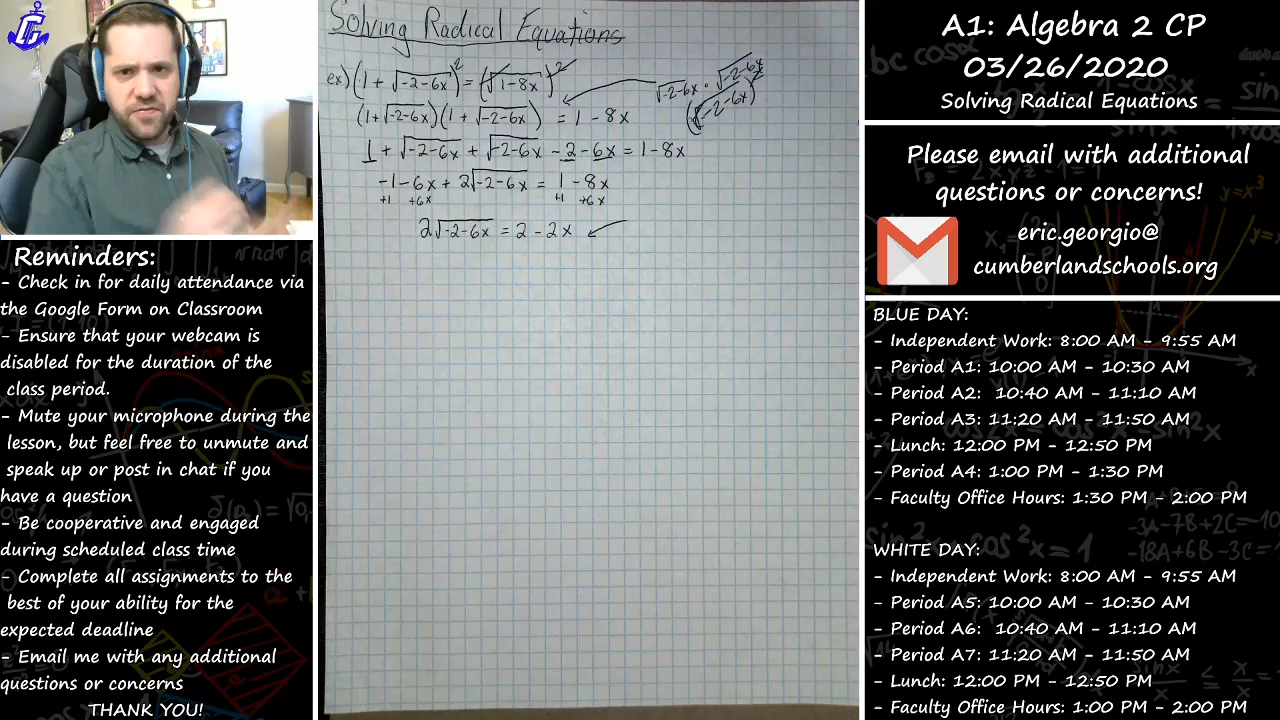 Solving Radical Equations
ex) (1 + √-2-6x)² = (√1-8x)²
√-2-6x · √-2-6x
(√-2-6x)²
(1+√-2-6x)(1+√-2-6x) = 1 - 8x
1 + √-2-6x + √-2-6x - 2 - 6x = 1-8x
-1 - 6x + 2√-2-6x = 1 - 8x
+1 +6x +1 +6x
2√-2-6x = 2 - 2x
Reminders:
- Check in for daily attendance via
the Google Form on Classroom
- Ensure that your webcam is
disabled for the duration of the
class period.
- Mute your microphone during the
lesson, but feel free to unmute and
speak up or post in chat if you
have a question
- Be cooperative and engaged
during scheduled class time
- Complete all assignments to the
best of your ability for the
expected deadline
- Email me with any additional
questions or concerns
THANK YOU!
A1: Algebra 2 CP
03/26/2020
Solving Radical Equations
Please email with additional
questions or concerns!
eric.georgio@
cumberlandschools.org
BLUE DAY:
- Independent Work: 8:00 AM - 9:55 AM
- Period A1: 10:00 AM - 10:30 AM
- Period A2: 10:40 AM - 11:10 AM
- Period A3: 11:20 AM - 11:50 AM
- Lunch: 12:00 PM - 12:50 PM
- Period A4: 1:00 PM - 1:30 PM
- Faculty Office Hours: 1:30 PM - 2:00 PM
WHITE DAY:
- Independent Work: 8:00 AM - 9:55 AM
- Period A5: 10:00 AM - 10:30 AM
- Period A6: 10:40 AM - 11:10 AM
- Period A7: 11:20 AM - 11:50 AM
- Lunch: 12:00 PM - 12:50 PM
- Faculty Office Hours: 1:00 PM - 2:00 PM